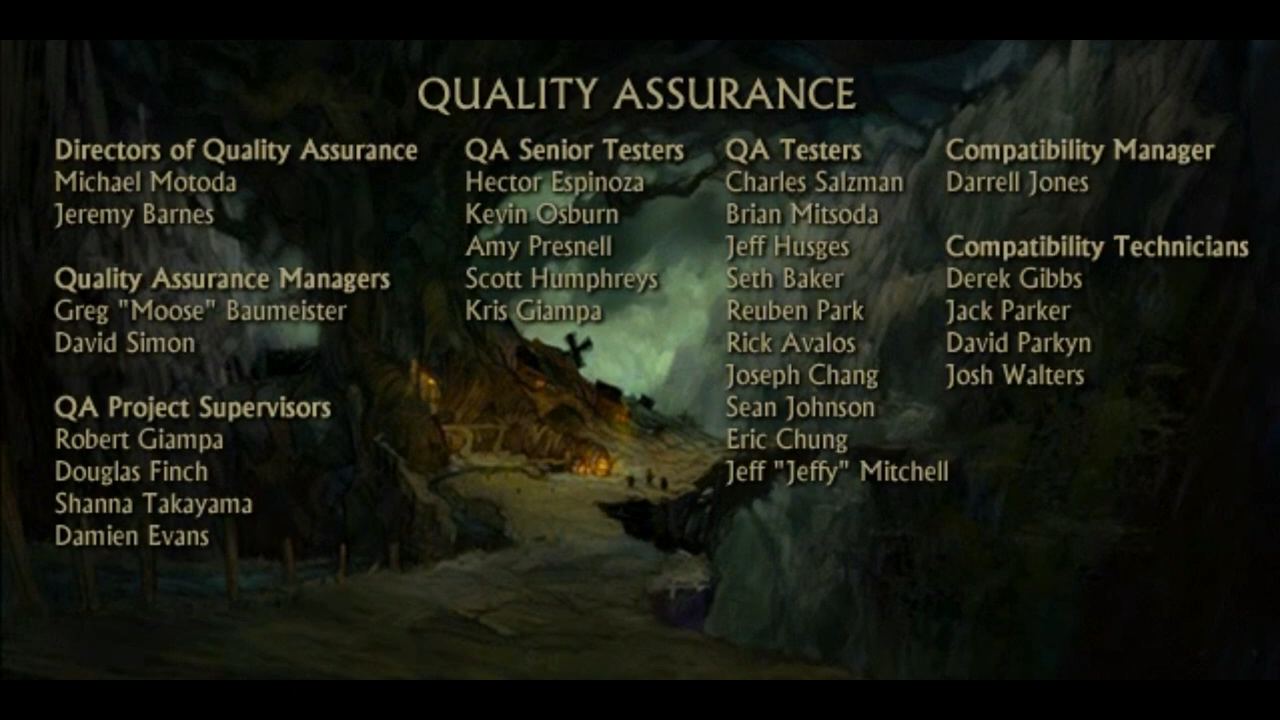 QUALITY ASSURANCE
Directors of Quality Assurance
Michael Motoda
Jeremy Barnes
Quality Assurance Managers
Greg "Moose" Baumeister
David Simon
QA Project Supervisors
Robert Giampa
Douglas Finch
Shanna Takayama
Damien Evans
QA Senior Testers
Hector Espinoza
Kevin Osburn
Amy Presnell
Scott Humphreys
Kris Giampa
QA Testers
Charles Salzman
Brian Mitsoda
Jeff Husges
Seth Baker
Reuben Park
Rick Avalos
Joseph Chang
Sean Johnson
Eric Chung
Jeff "Jeffy" Mitchell
Compatibility Manager
Darrell Jones
Compatibility Technicians
Derek Gibbs
Jack Parker
David Parkyn
Josh Walters